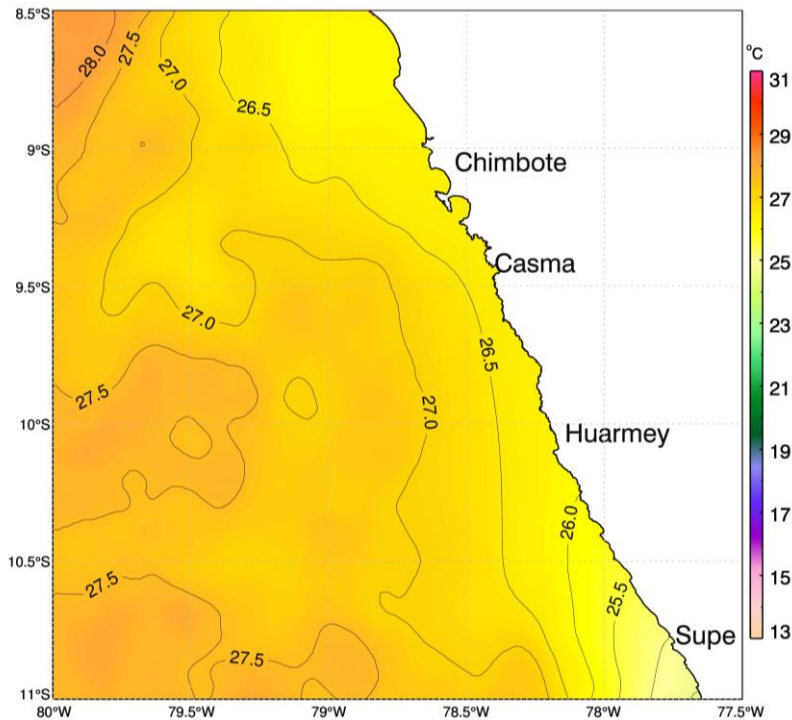 8.5°S
28.0
27.5
27.0
26.5
°C
31
9°S
Chimbote
29
27
9.5°S
Casma
25
27.0
23
26.5
27.5
27.0
21
10°S
Huarmey
19
17
26.0
10.5°S
27.5
15
25.5
13
Supe
27.5
11°S
80°W
79.5°W
79°W
78.5°W
78°W
77.5°W